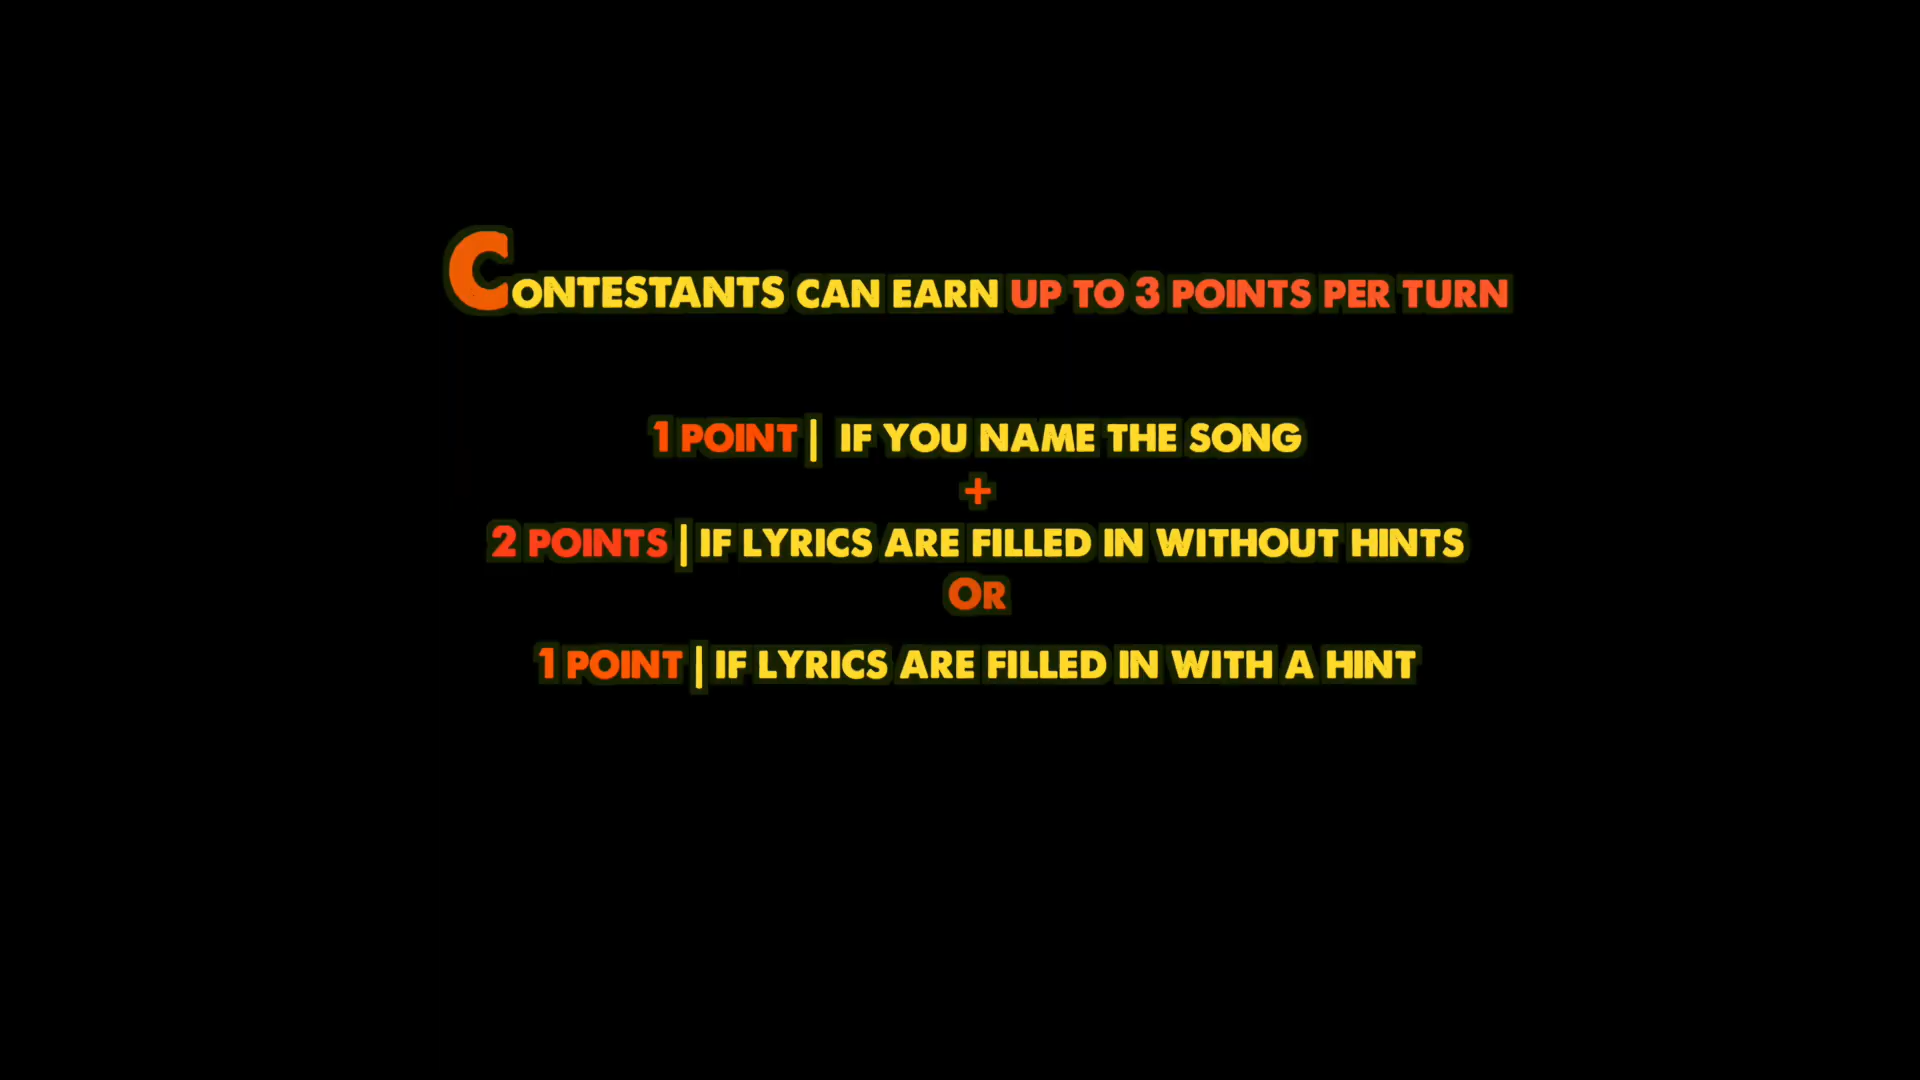 CONTESTANTS CAN EARN UP TO 3 POINTS PER TURN
1 POINT | IF YOU NAME THE SONG
+
2 POINTS | IF LYRICS ARE FILLED IN WITHOUT HINTS
OR
1 POINT | IF LYRICS ARE FILLED IN WITH A HINT